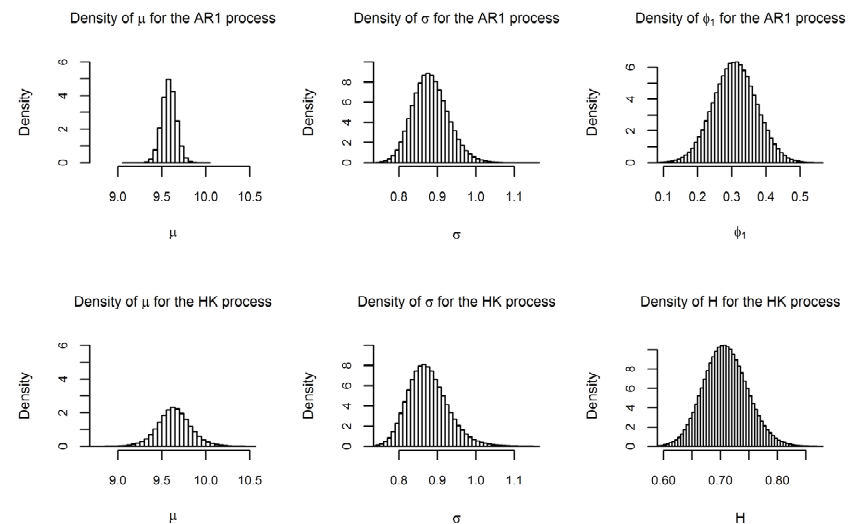 Density of μ for the AR1 process
Density
0 2 4 6
9.0 9.5 10.0 10.5
μ
Density of σ for the AR1 process
Density
0 2 4 6 8
0.8 0.9 1.0 1.1
σ
Density of ϕ₁ for the AR1 process
Density
0 2 4 6
0.1 0.2 0.3 0.4 0.5
ϕ₁
Density of μ for the HK process
Density
0 2 4 6
9.0 9.5 10.0 10.5
μ
Density of σ for the HK process
Density
0 2 4 6 8
0.8 0.9 1.0 1.1
σ
Density of H for the HK process
Density
0 2 4 6 8
0.60 0.70 0.80
H